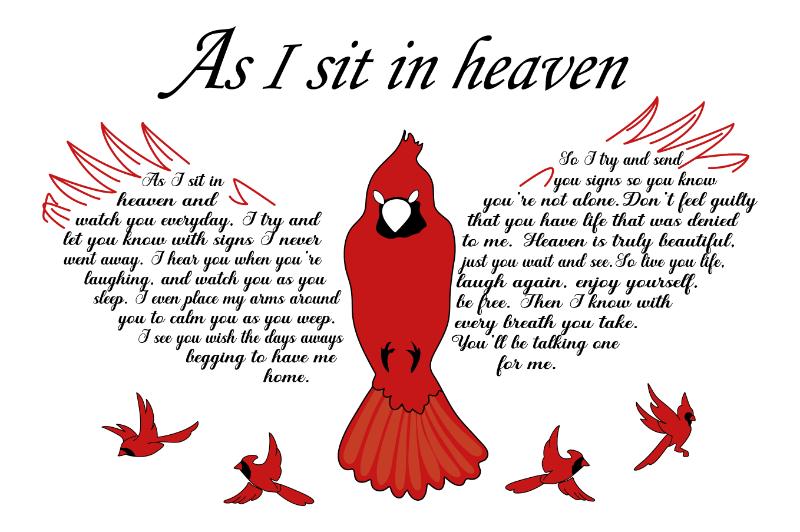 As I sit in heaven
As I sit in
heaven and
watch you everyday, I try and
let you know with signs I never
went away. I hear you when you're
laughing, and watch you as you
sleep. I even place my arms around
you to calm you as you weep.
I see you wish the days aways
begging to have me
home.
So I try and send
you signs so you know
you're not alone. Don't feel guilty
that you have life that was denied
to me. Heaven is truly beautiful,
just you wait and see. So live you life,
laugh again, enjoy yourself,
be free. Then I know with
every breath you take.
You'll be talking one
for me.